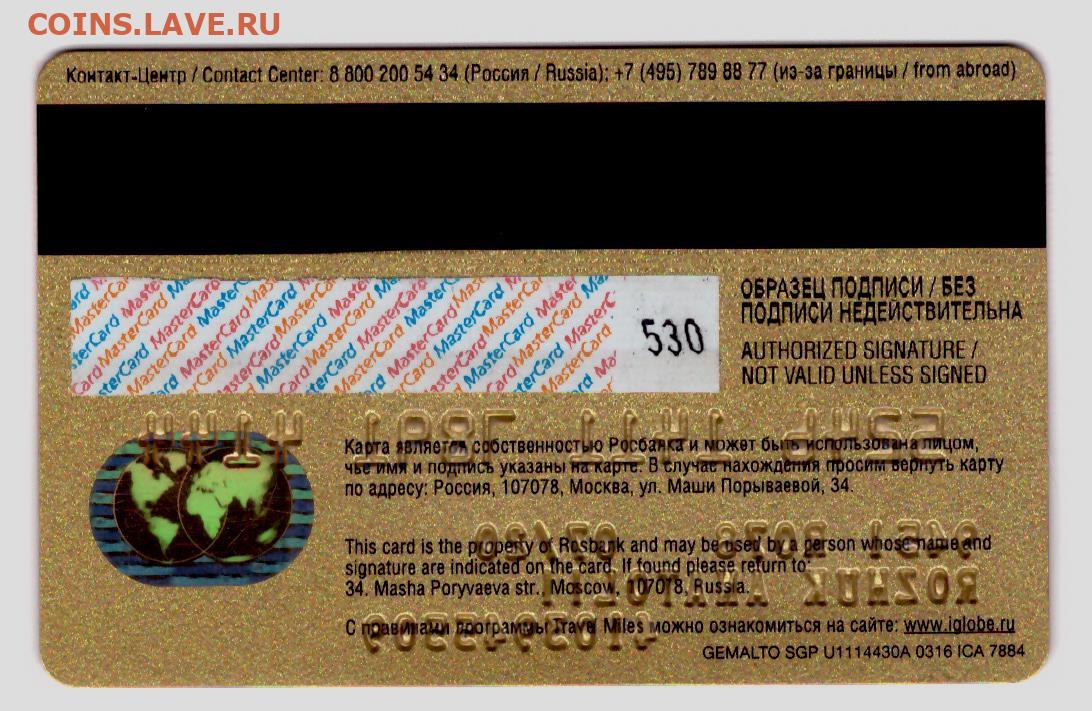 COINS.LAVE.RU
Контакт-Центр / Contact Center: 8 800 200 54 34 (Россия / Russia); +7 (495) 789 88 77 (из-за границы / from abroad)
MasterCard MasterCard MasterCard
530
ОБРАЗЕЦ ПОДПИСИ / БЕЗ
ПОДПИСИ НЕДЕЙСТВИТЕЛЬНА
AUTHORIZED SIGNATURE /
NOT VALID UNLESS SIGNED
Карта является собственностью Росбанка и может быть использована лицом,
чье имя и подпись указаны на карте. В случае нахождения просим вернуть карту
по адресу: Россия, 107078, Москва, ул. Маши Порываевой, 34.
This card is the property of Rosbank and may be used by a person whose name and
signature are indicated on the card. If found please return to:
34. Masha Poryvaeva str., Moscow, 107078, Russia.
С правилами программы Travel Miles можно ознакомиться на сайте: www.iglobe.ru
GEMALTO SGP U1114430A 0316 ICA 7884